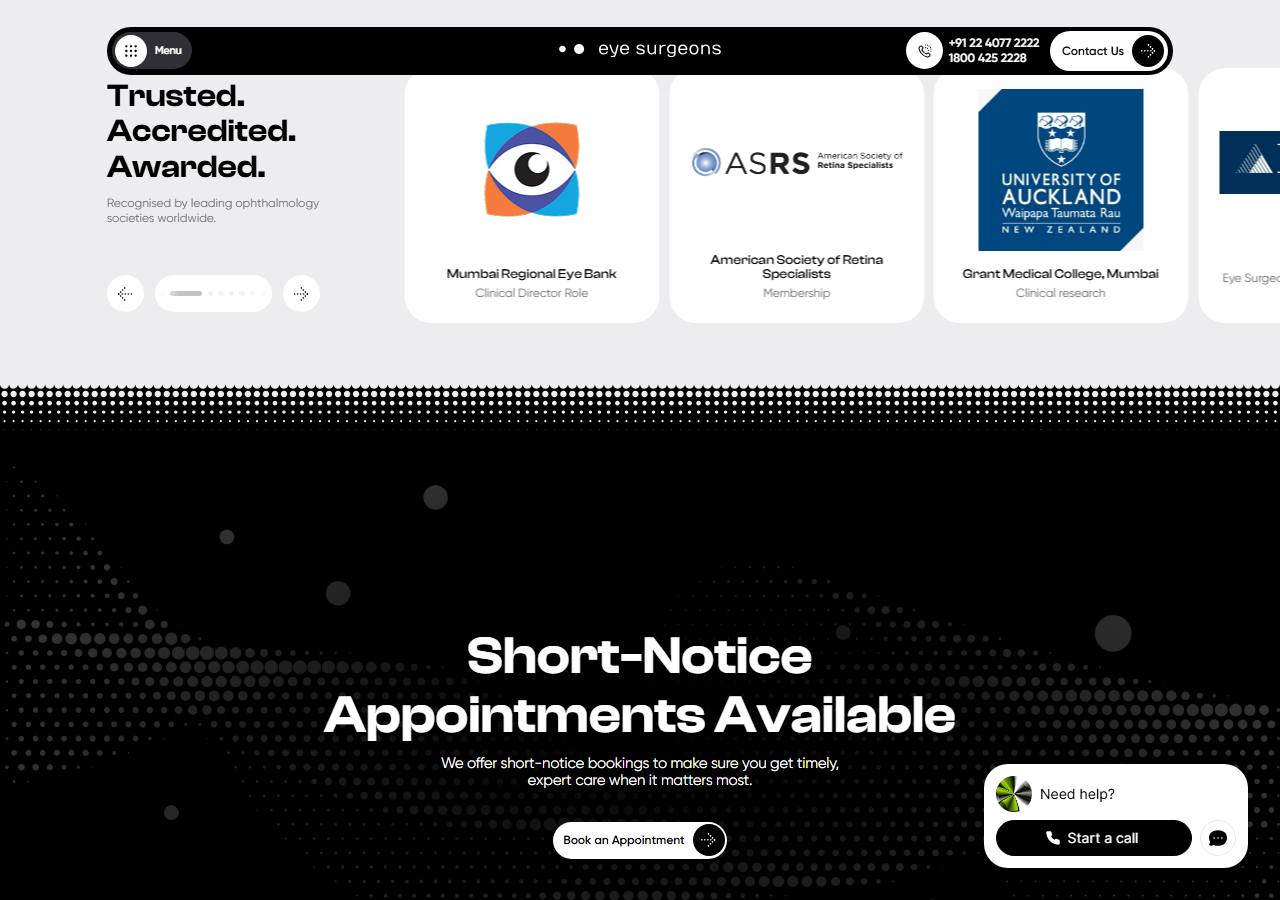 Menu
eye surgeons
+91 22 4077 2222
1800 425 2228
Contact Us
Trusted.
Accredited.
Awarded.
Recognised by leading ophthalmology
societies worldwide.
Mumbai Regional Eye Bank
Clinical Director Role
ASRS American Society of
Retina Specialists
American Society of Retina
Specialists
Membership
UNIVERSITY OF
AUCKLAND
Waipapa Taumata Rau
NEW ZEALAND
Grant Medical College, Mumbai
Clinical research
Short-Notice
Appointments Available
We offer short-notice bookings to make sure you get timely,
expert care when it matters most.
Book an Appointment
Need help?
Start a call